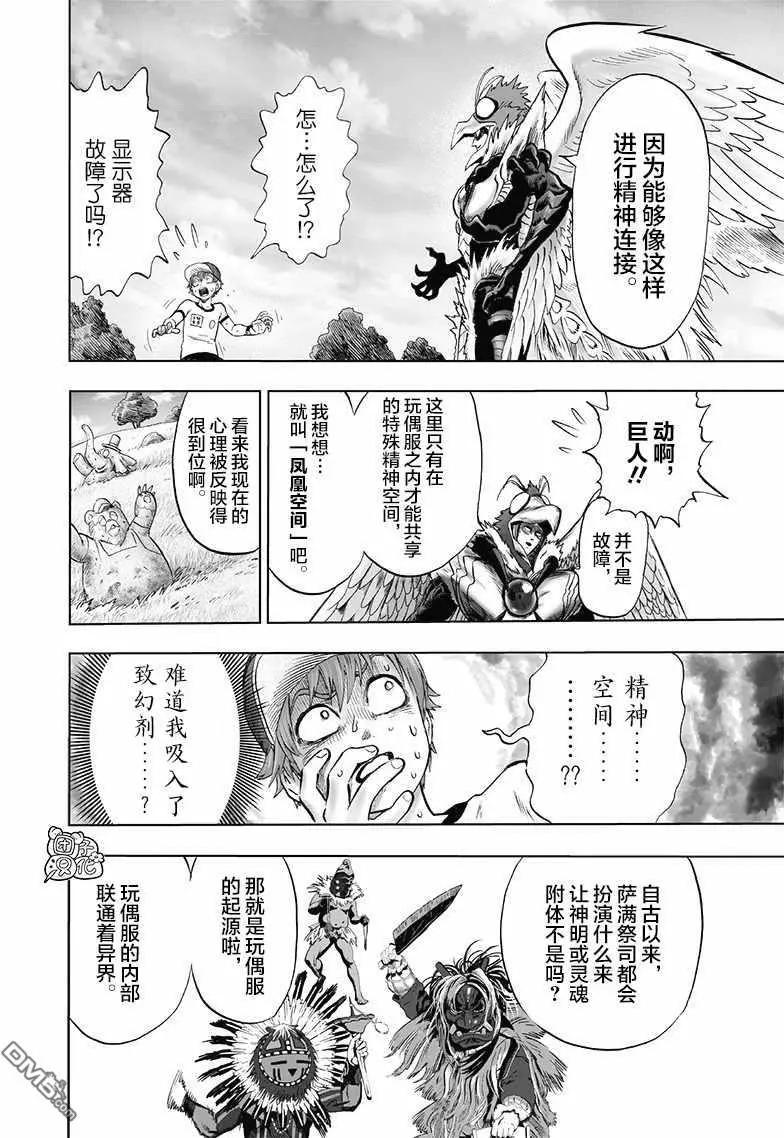 因为能够像这样
进行精神连接。
怎…怎么了!?
显示器
故障了吗!?
动啊,
巨人!!
并不是
故障,
这里只有在
玩偶服之内才能共享
的特殊精神空间,
我想想…
就叫「凤凰空间」吧。
看来我现在的
心理被反映得
很到位啊。
精神……
空间……
………??
难道我吸入了
致幻剂……?
自古以来,
萨满祭司都会
扮演什么来
让神明或灵魂
附体不是吗?
那就是玩偶服
的起源啦,
玩偶服的内部
联通着异界。
团子
汉化
DM5.com